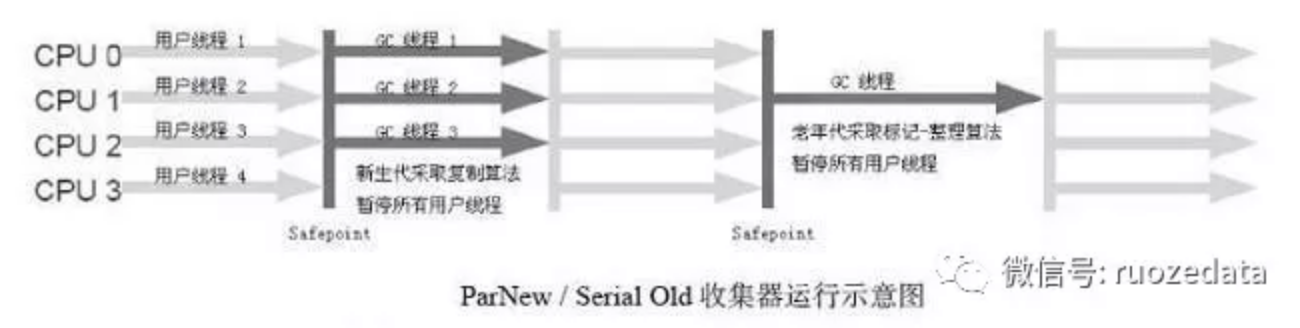 CPU 0
用户线程 1
GC 线程 1
CPU 1
用户线程 2
GC 线程 2
GC 线程
CPU 2
用户线程 3
GC 线程 3
老年代采取标记-整理算法
暂停所有用户线程
CPU 3
用户线程 4
新生代采取复制算法
暂停所有用户线程
Safepoint
Safepoint
微信号: ruozedata
ParNew / Serial Old 收集器运行示意图